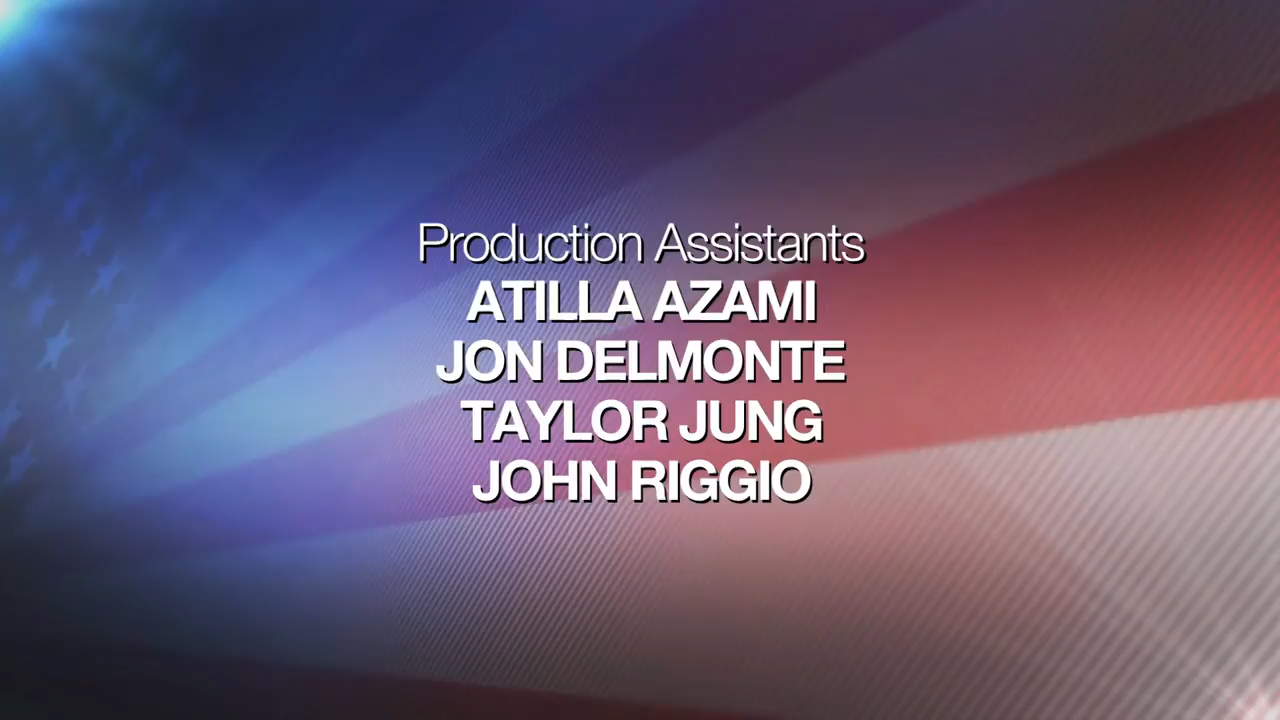 Production Assistants
ATILLA AZAMI
JON DELMONTE
TAYLOR JUNG
JOHN RIGGIO